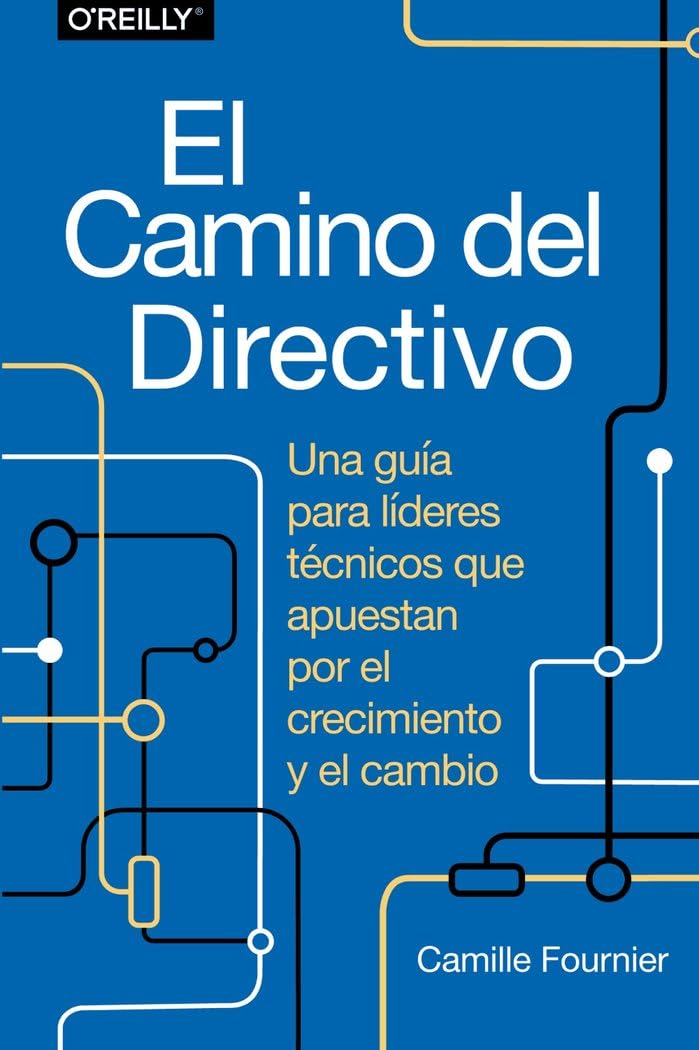 O'REILLY®
El
Camino del
Directivo
Una guía
para líderes
técnicos que
apuestan
por el
crecimiento
y el cambio
Camille Fournier